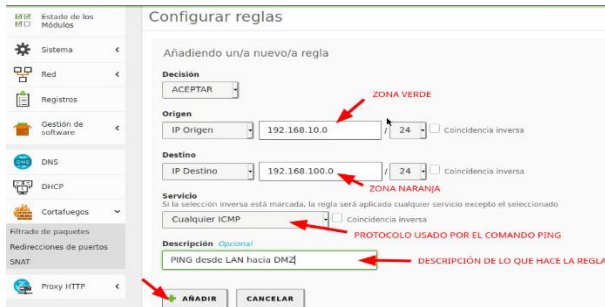 Estado de los
Módulos
Sistema
Red
Registros
Gestión de
software
DNS
DHCP
Cortafuegos
Filtrado de paquetes
Redirecciones de puertos
SNAT
Proxy HTTP
Configurar reglas
Añadiendo un/a nuevo/a regla
Decisión
ACEPTAR
ZONA VERDE
Origen
IP Origen 192.168.10.0 / 24 Coincidencia inversa
Destino
IP Destino 192.168.100.0 / 24 Coincidencia inversa
ZONA NARANJA
Servicio
Si la selección inversa está marcada, la regla será aplicada cualquier servicio excepto el seleccionado
Cualquier ICMP Coincidencia inversa
PROTOCOLO USADO POR EL COMANDO PING
Descripción Opcional
PING desde LAN hacia DMZ DESCRIPCIÓN DE LO QUE HACE LA REGLA
AÑADIR CANCELAR